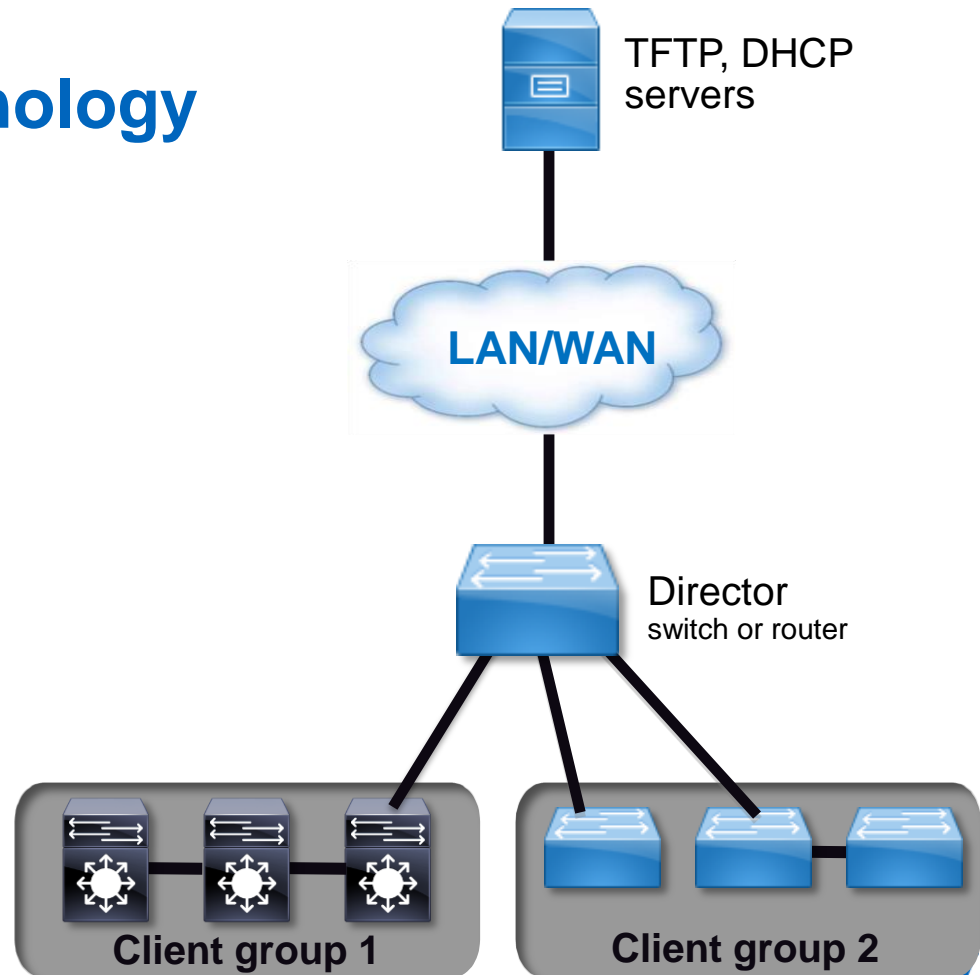 nology
TFTP, DHCP
servers
LAN/WAN
Director
switch or router
Client group 1
Client group 2